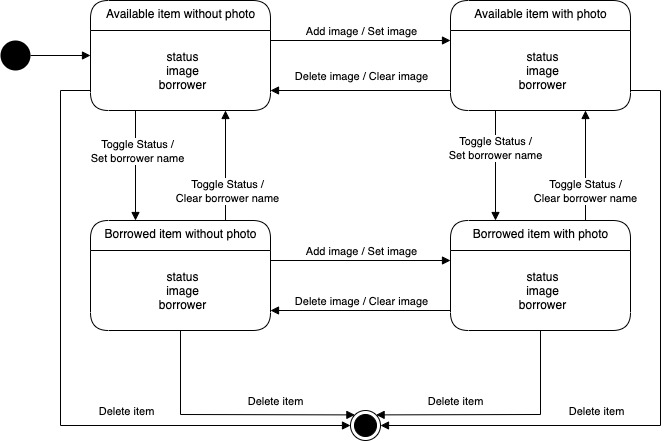 Available item without photo
Available item with photo
Add image / Set image
status
image
borrower
status
image
borrower
Delete image / Clear image
Toggle Status /
Set borrower name
Toggle Status /
Set borrower name
Toggle Status /
Clear borrower name
Toggle Status /
Clear borrower name
Borrowed item without photo
Borrowed item with photo
Add image / Set image
status
image
borrower
status
image
borrower
Delete image / Clear image
Delete item
Delete item
Delete item
Delete item